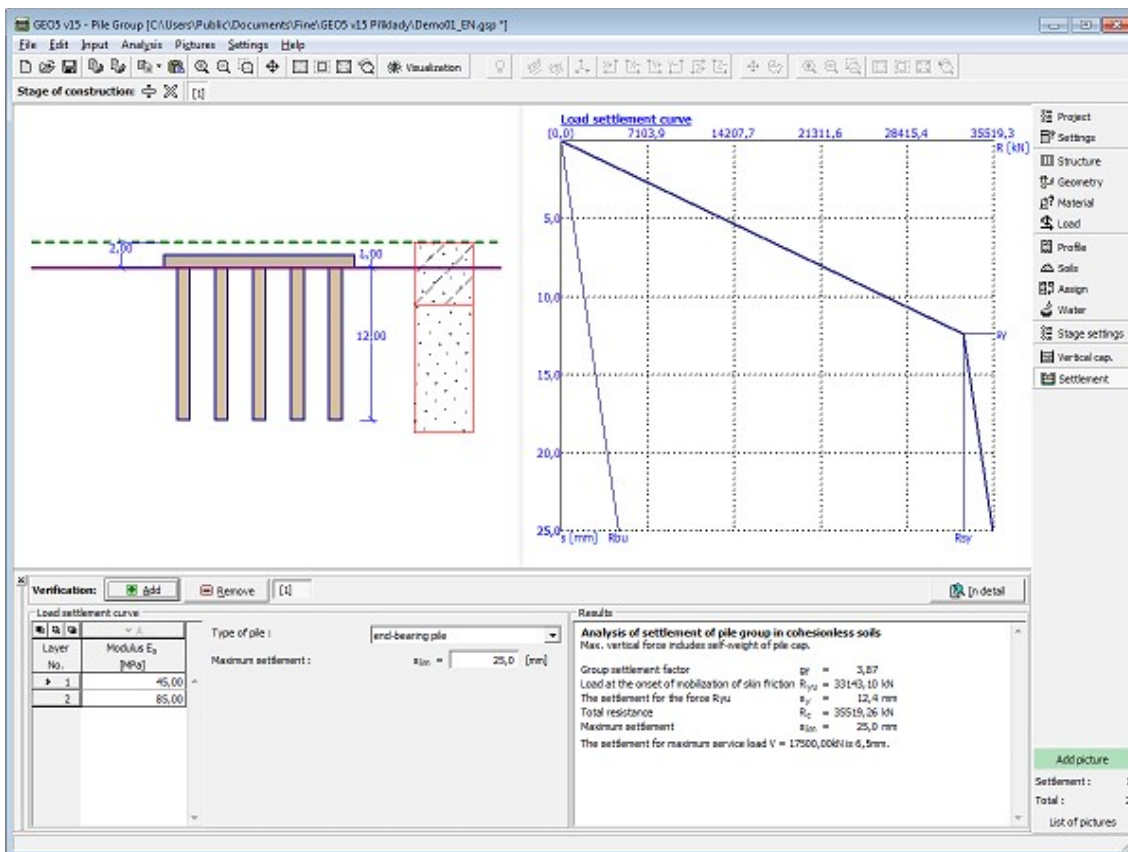 GEO5 v15 - Pile Group [C:\Users\Public\Documents\Fine\GEO5 v15 Příklady\Demo01_EN.gsp *]
File Edit Input Analysis Pictures Settings Help
Visualization
Stage of construction: [1]
Load settlement curve
(0,0) 7103,9 14207,7 21311,6 28415,4 35519,3
R [kN]
5,0
10,0
sy
15,0
20,0
25,0
s [mm] Rbu Rsy
2,00
1,00
12,00
Project
Settings
Structure
Geometry
Material
Load
Profile
Soils
Assign
Water
Stage settings
Vertical cap.
Settlement
Verification: Add Remove [1] In detail
Load settlement curve
Layer No.
Modulus Es [MPa]
1 45,00
2 85,00
Type of pile : end-bearing pile
Maximum settlement : slim = 25,0 [mm]
Results
Analysis of settlement of pile group in cohesionless soils
Max. vertical force includes self-weight of pile cap.
Group settlement factor gf = 3,87
Load at the onset of mobilization of skin friction Ryu = 33143,10 kN
The settlement for the force Ryu sy = 12,4 mm
Total resistance Rc = 35519,26 kN
Maximum settlement slim = 25,0 mm
The settlement for maximum service load V = 17500,00kN is 6,5mm.
Add picture
Settlement :
Total :
List of pictures